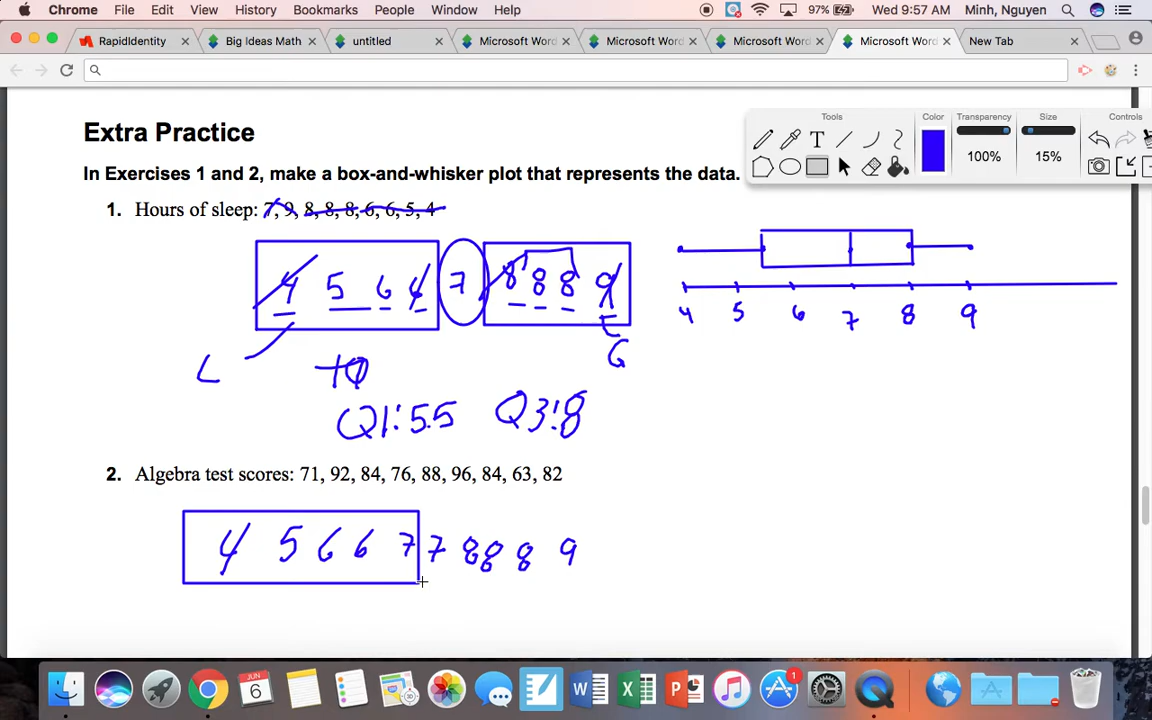 Chrome File Edit View History Bookmarks People Window Help 97% Wed 9:57 AM Minh, Nguyen
RapidIdentity Big Ideas Math untitled Microsoft Word Microsoft Word Microsoft Word Microsoft Word New Tab
Tools Color Transparency Size Controls
T 100% 15%
Extra Practice
In Exercises 1 and 2, make a box-and-whisker plot that represents the data.
1. Hours of sleep: 7, 9, 8, 8, 8, 6, 6, 5, 4
4 5 6 6 7 8 8 8 9
4 5 6 7 8 9
L G
Q1: 5.5 Q3: 8
2. Algebra test scores: 71, 92, 84, 76, 88, 96, 84, 63, 82
4 5 6 6 7 7 8 8 8 9
JUN
6
1